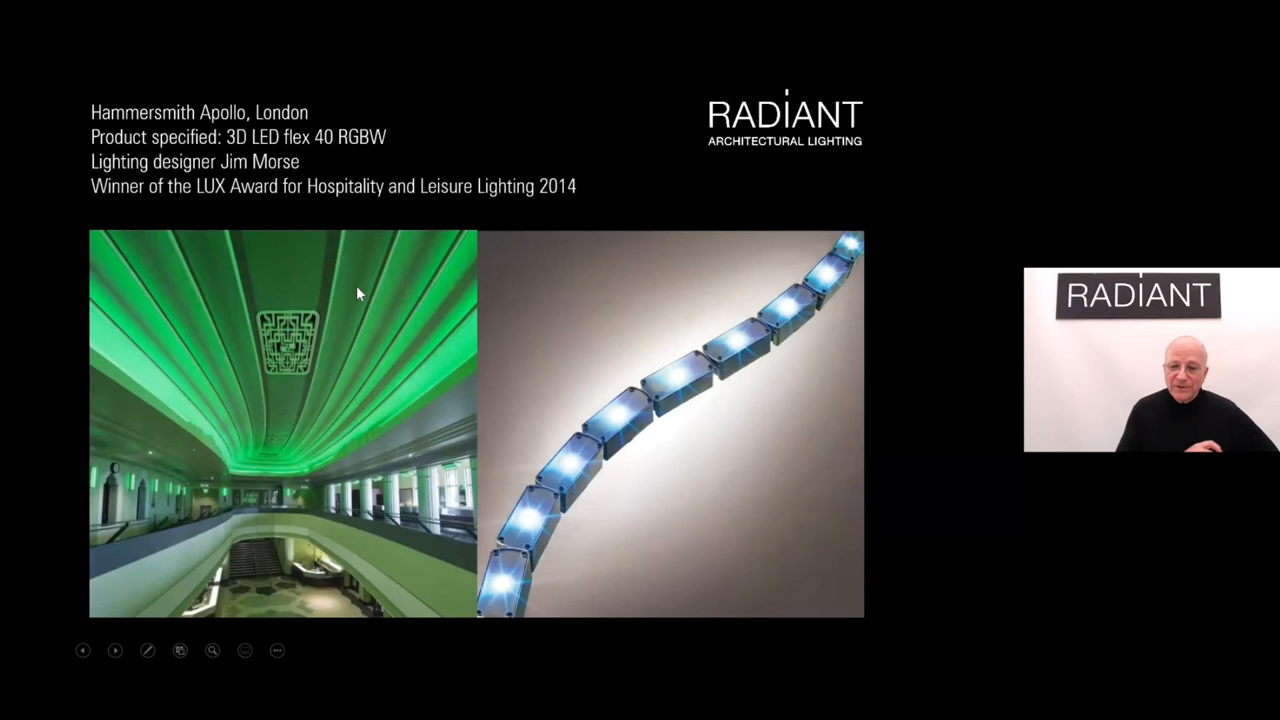 Hammersmith Apollo, London
Product specified: 3D LED flex 40 RGBW
Lighting designer Jim Morse
Winner of the LUX Award for Hospitality and Leisure Lighting 2014
RADIANT
ARCHITECTURAL LIGHTING
RADIANT